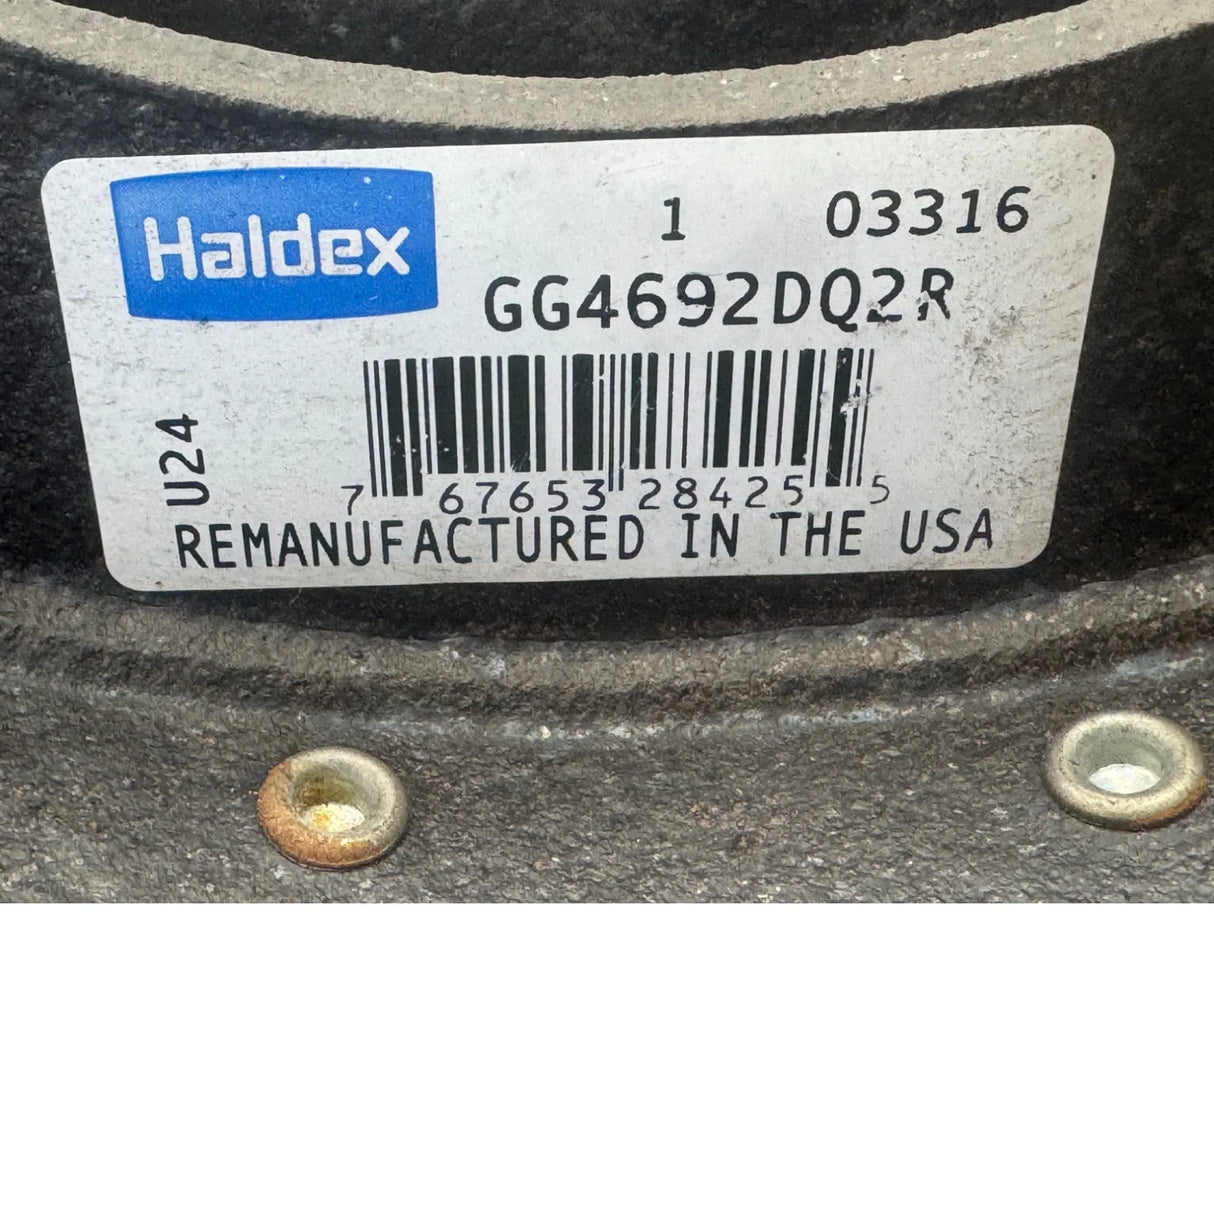 Haldex
1 03316
GG4692DQ2R
U24
7 67653 28425 5
REMANUFACTURED IN THE USA